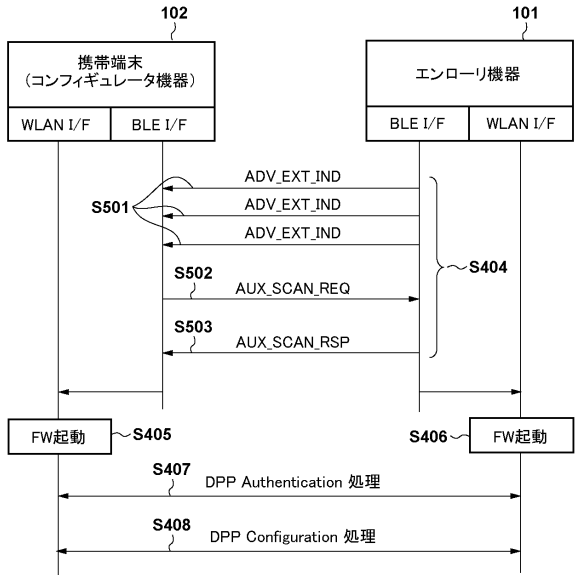 102
101
携帯端末
(コンフィギュレータ機器)
エンローリ機器
WLAN I/F
BLE I/F
BLE I/F
WLAN I/F
ADV_EXT_IND
ADV_EXT_IND
S501
ADV_EXT_IND
S404
S502
AUX_SCAN_REQ
S503
AUX_SCAN_RSP
FW起動
S405
S406
FW起動
S407
DPP Authentication 処理
S408
DPP Configuration 処理